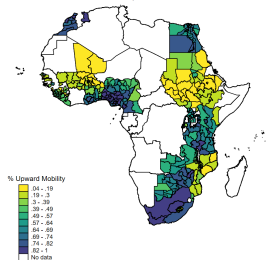 % Upward Mobility
.04 - .19
.19 - .3
.3 - .39
.39 - .49
.49 - .57
.57 - .64
.64 - .69
.69 - .74
.74 - .82
.82 - 1
No data